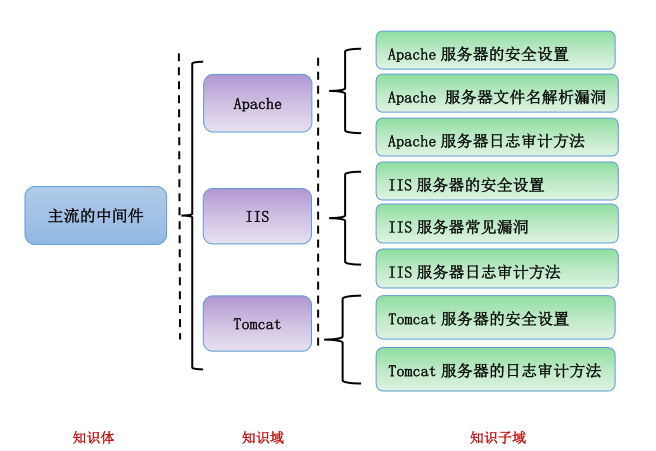 主流的中间件
Apache
Apache 服务器的安全设置
Apache 服务器文件名解析漏洞
Apache 服务器日志审计方法
IIS
IIS 服务器的安全设置
IIS 服务器常见漏洞
IIS 服务器日志审计方法
Tomcat
Tomcat 服务器的安全设置
Tomcat 服务器的日志审计方法
知识体
知识域
知识子域